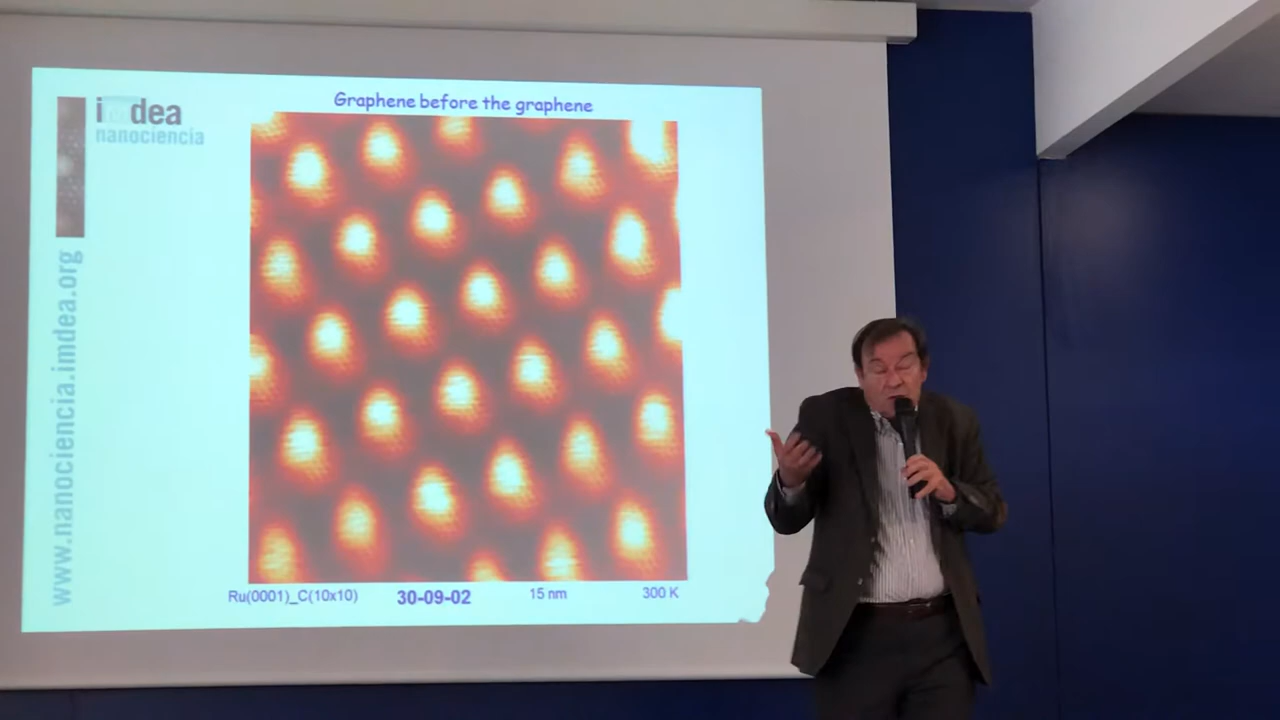 Graphene before the graphene
imdea
nanociencia
www.nanociencia.imdea.org
Ru(0001)_C(10x10)
30-09-02
15 nm
300 K